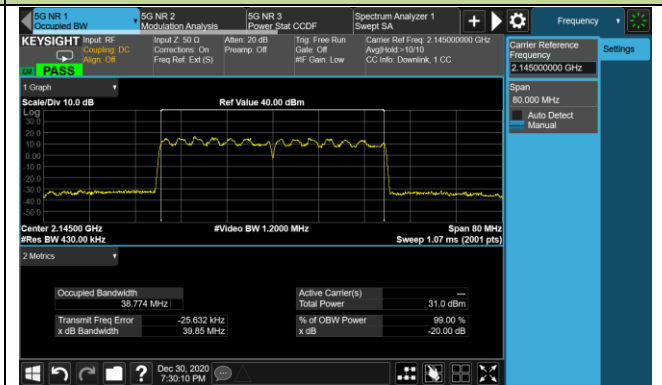 5G NR 1
Occupied BW
5G NR 2
Modulation Analysis
5G NR 3
Power Stat CCDF
Spectrum Analyzer 1
Swept SA
Frequency
KEYSIGHT
Input: RF
Coupling: DC
Align: Off
Input Z: 50 Ω
Corrections: On
Freq Ref: Ext (S)
Atten: 20 dB
Preamp: Off
Trig: Free Run
Gate: Off
#IF Gain: Low
Carrier Ref Freq: 2.145000000 GHz
Avg|Hold:>10/10
CC Info: Downlink, 1 CC
PASS
Carrier Reference
Frequency
2.145000000 GHz
Settings
Span
80.000 MHz
Auto Detect
Manual
1 Graph
Scale/Div 10.0 dB
Ref Value 40.00 dBm
Log
30.0
20.0
10.0
0.00
-10.0
-20.0
-30.0
-40.0
-50.0
Center 2.14500 GHz
#Video BW 1.2000 MHz
Span 80 MHz
#Res BW 430.00 kHz
Sweep 1.07 ms (2001 pts)
2 Metrics
Occupied Bandwidth
38.774 MHz
Active Carrier(s)
---
Total Power
31.0 dBm
Transmit Freq Error
-25.632 kHz
% of OBW Power
99.00 %
x dB Bandwidth
39.85 MHz
x dB
-20.00 dB
Dec 30, 2020
7:30:10 PM